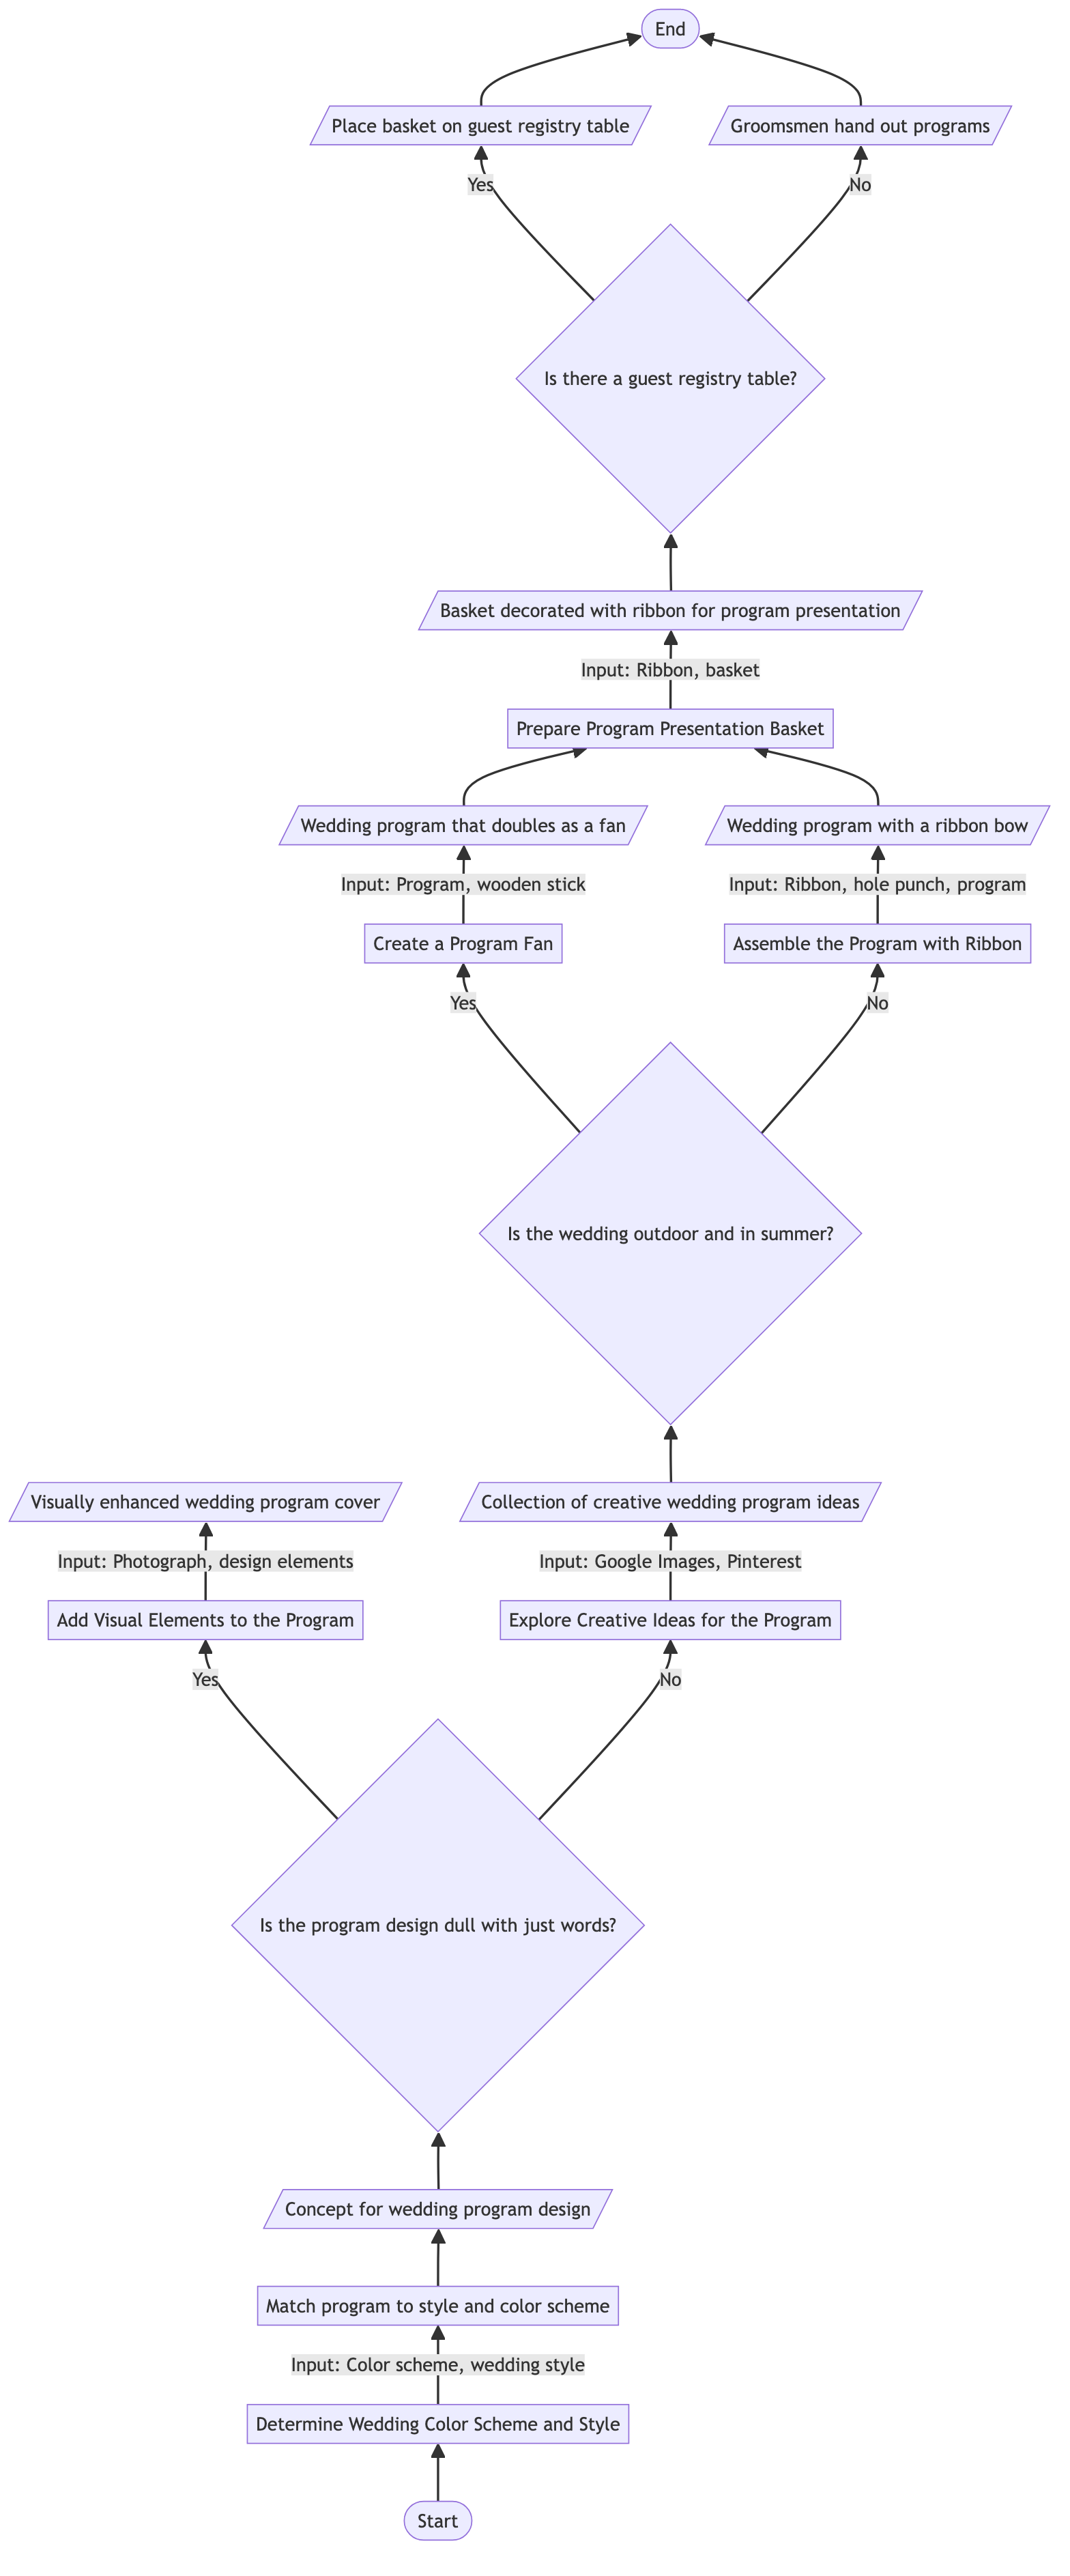 End
Place basket on guest registry table
Groomsmen hand out programs
Yes
No
Is there a guest registry table?
Basket decorated with ribbon for program presentation
Input: Ribbon, basket
Prepare Program Presentation Basket
Wedding program that doubles as a fan
Wedding program with a ribbon bow
Input: Program, wooden stick
Input: Ribbon, hole punch, program
Create a Program Fan
Assemble the Program with Ribbon
Yes
No
Is the wedding outdoor and in summer?
Visually enhanced wedding program cover
Collection of creative wedding program ideas
Input: Photograph, design elements
Input: Google Images, Pinterest
Add Visual Elements to the Program
Explore Creative Ideas for the Program
Yes
No
Is the program design dull with just words?
Concept for wedding program design
Match program to style and color scheme
Input: Color scheme, wedding style
Determine Wedding Color Scheme and Style
Start